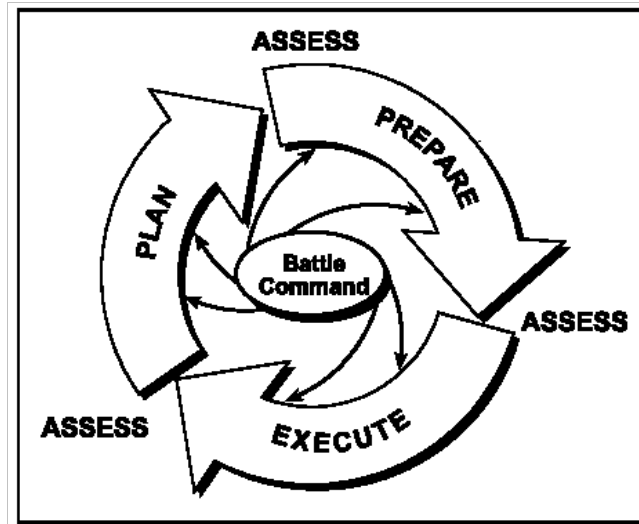 ASSESS
PREPARE
PLAN
Battle
Command
ASSESS
EXECUTE
ASSESS